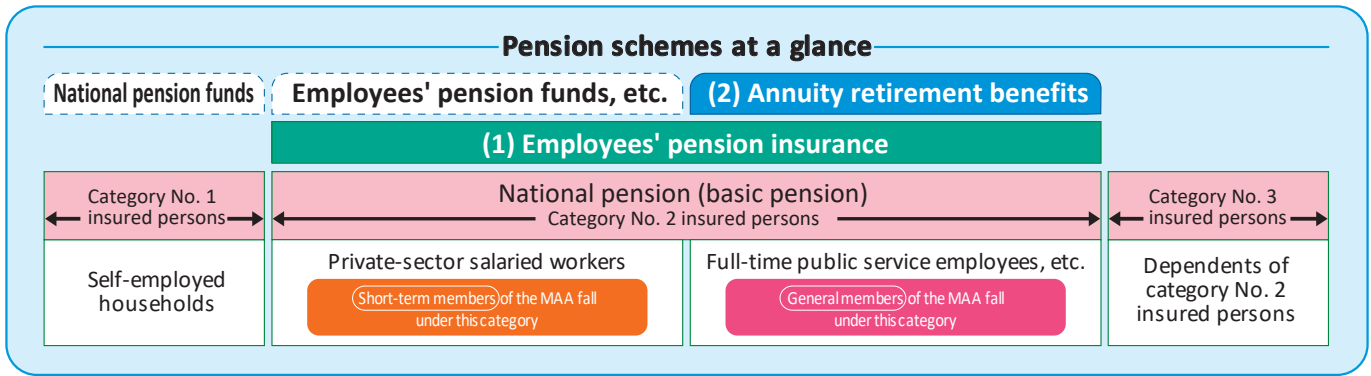 Pension schemes at a glance
National pension funds
Employees' pension funds, etc.
(2) Annuity retirement benefits
(1) Employees' pension insurance
Category No. 1
insured persons
National pension (basic pension)
Category No. 2 insured persons
Category No. 3
insured persons
Self-employed
households
Private-sector salaried workers
Short-term members of the MAA fall
under this category
Full-time public service employees, etc.
General members of the MAA fall
under this category
Dependents of
category No. 2
insured persons